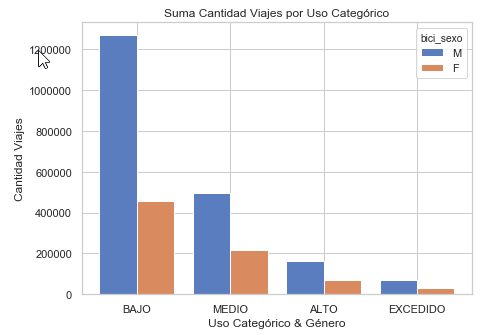 Suma Cantidad Viajes por Uso Categórico
bici_sexo
M
F
1200000
1000000
800000
600000
400000
200000
0
Cantidad Viajes
BAJO MEDIO ALTO EXCEDIDO
Uso Categórico & Género